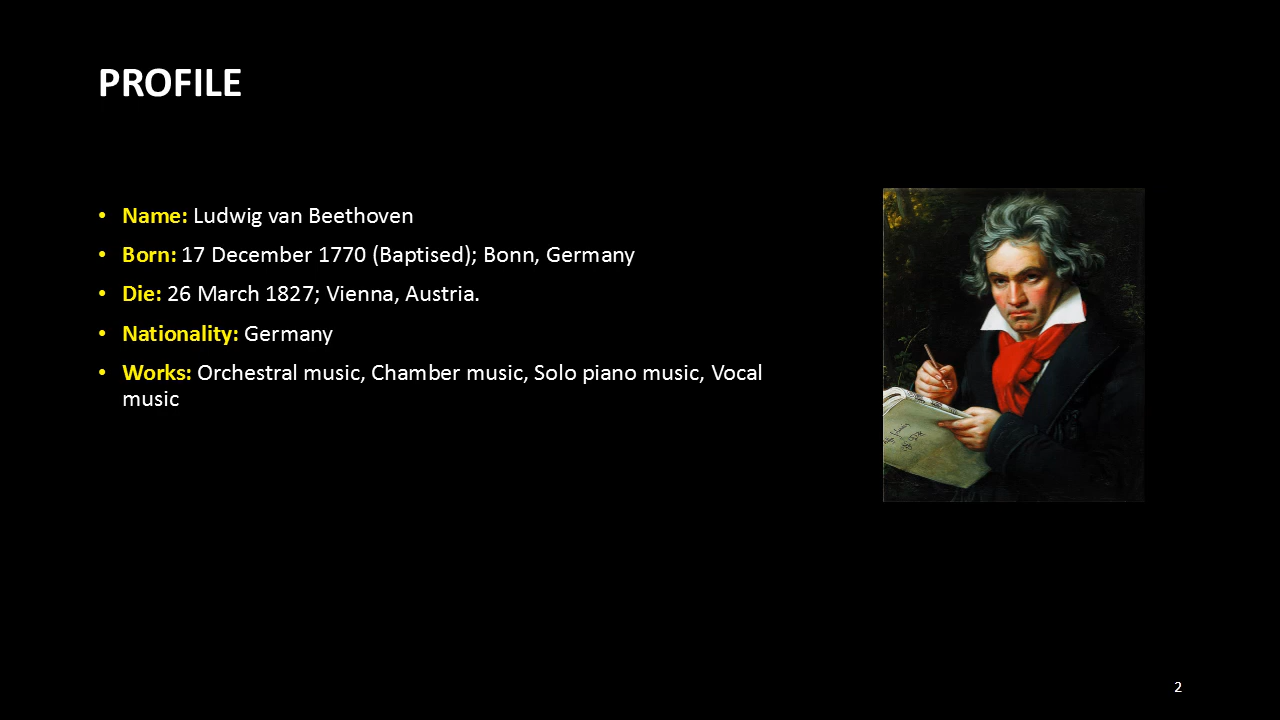 PROFILE
• Name: Ludwig van Beethoven
• Born: 17 December 1770 (Baptised); Bonn, Germany
• Die: 26 March 1827; Vienna, Austria.
• Nationality: Germany
• Works: Orchestral music, Chamber music, Solo piano music, Vocal
music
2